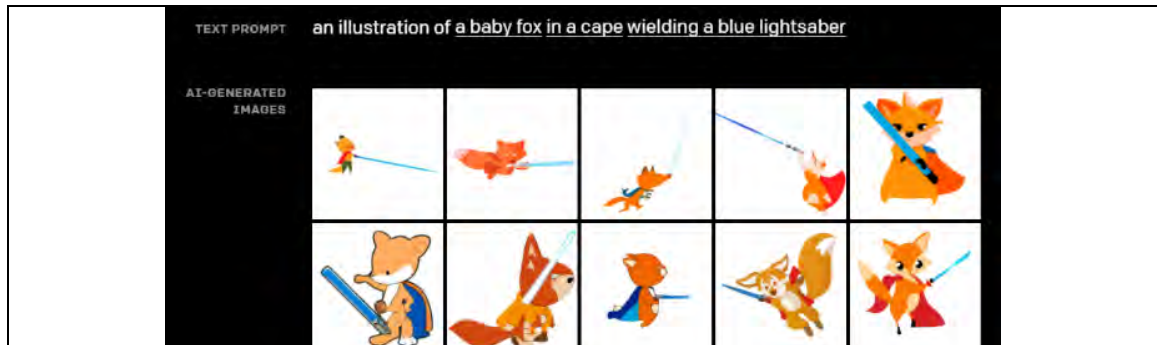 TEXT PROMPT
an illustration of a baby fox in a cape wielding a blue lightsaber
AI-GENERATED
IMAGES